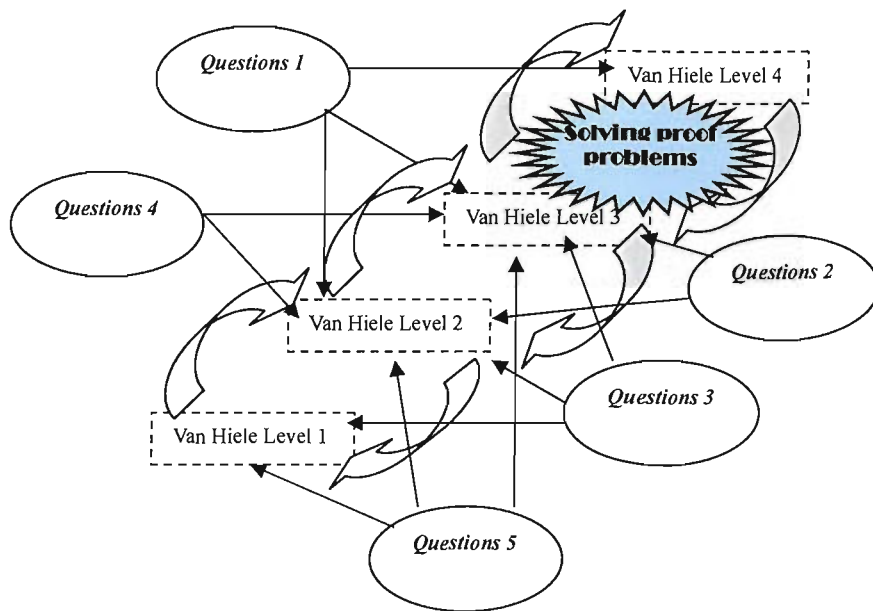 Questions 1
Van Hiele Level 4
Solving proof
problems
Questions 4
Van Hiele Level 3
Questions 2
Van Hiele Level 2
Questions 3
Van Hiele Level 1
Questions 5